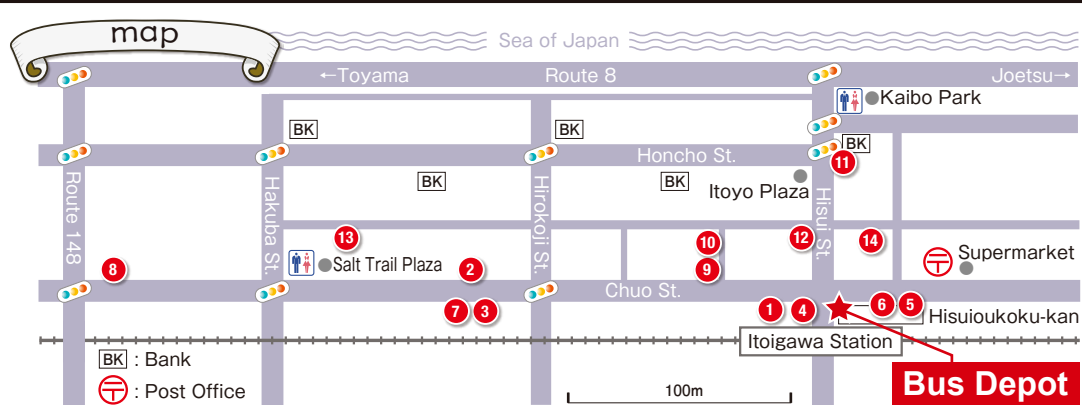 map
Sea of Japan
←Toyama Route 8 Joetsu→
Kaibo Park
BK BK BK
Honcho St.
11
BK BK
Itoyo Plaza
Route 148
Hakuba St.
Hirokoji St.
Hisui St.
13 10 12 14
Salt Trail Plaza
Supermarket
8 2 9
Chuo St.
7 3 1 4 6 5
Hisuioukoku-kan
Itoigawa Station
BK : Bank
: Post Office
100m
Bus Depot